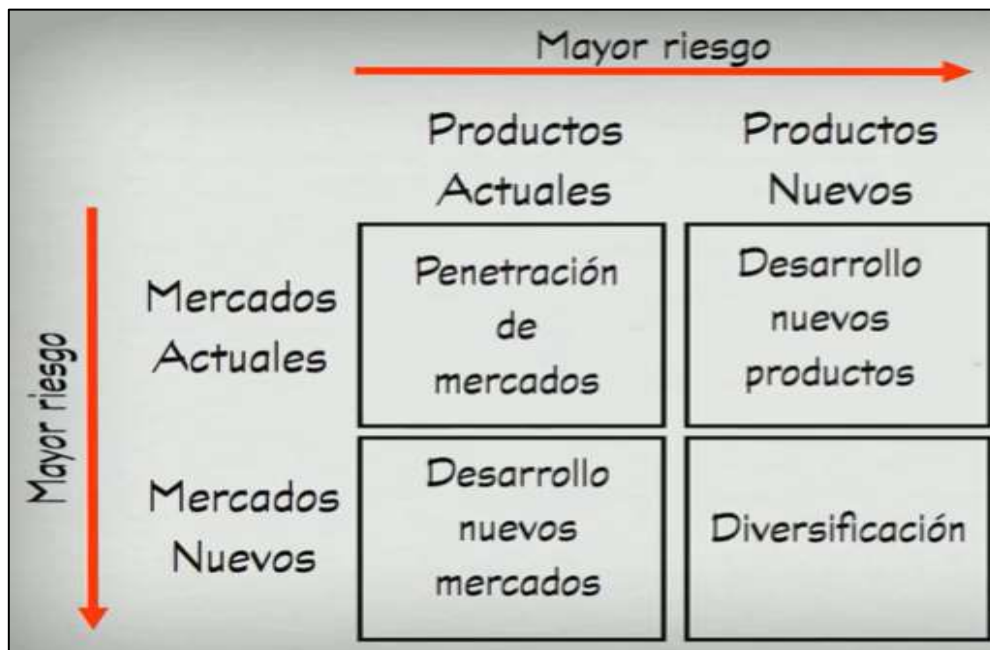 Mayor riesgo
Productos
Actuales
Productos
Nuevos
Mayor riesgo
Mercados
Actuales
Penetración
de
mercados
Desarrollo
nuevos
productos
Mercados
Nuevos
Desarrollo
nuevos
mercados
Diversificación